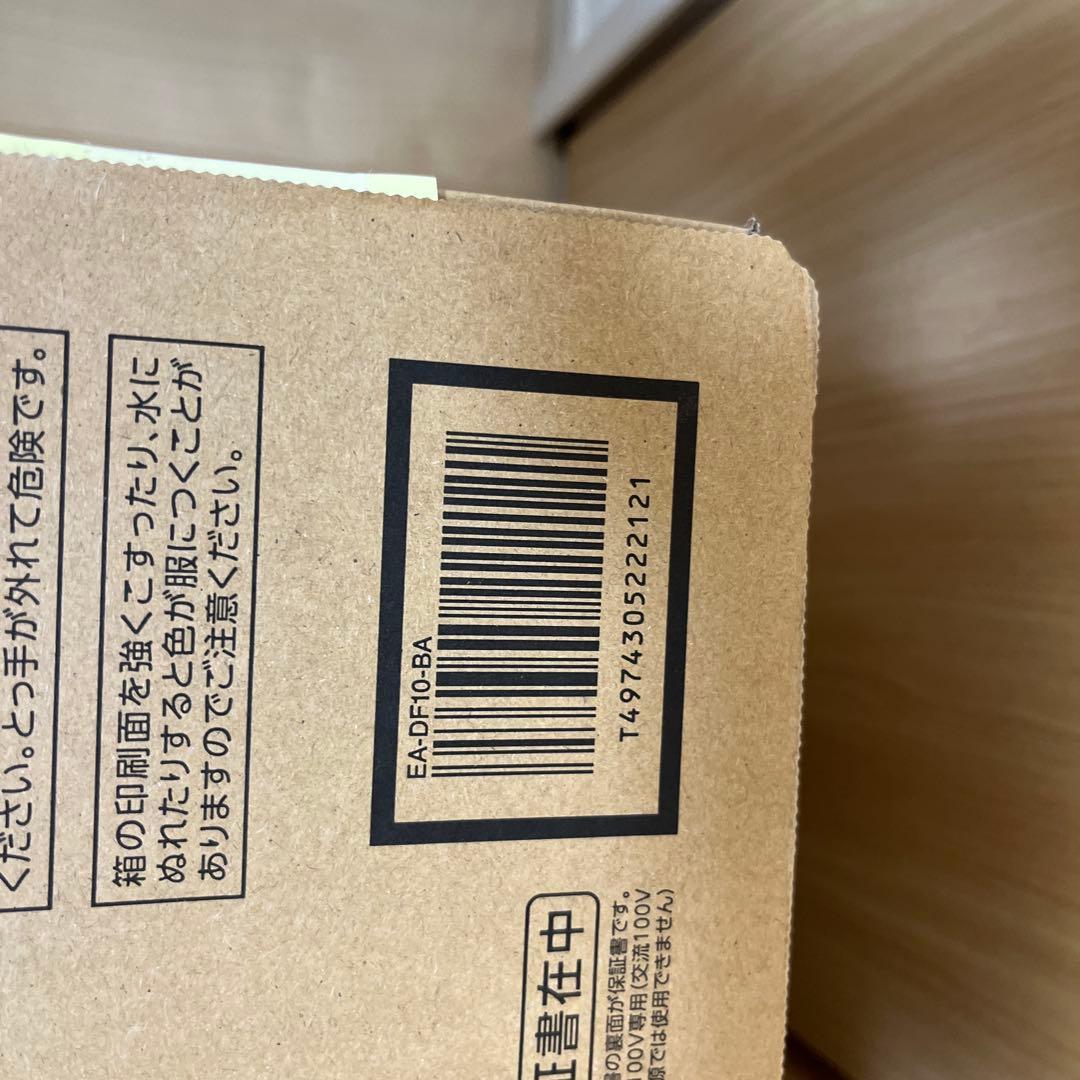 ください。とっ手が外れて危険です。
箱の印刷面を強くこすったり、水に
ぬれたりすると色が服につくことが
ありますのでご注意ください。
EA-DF10-BA
T4974305222121
証書在中
の裏面が保証書です。
100V専用(交流100V
源では使用できません)